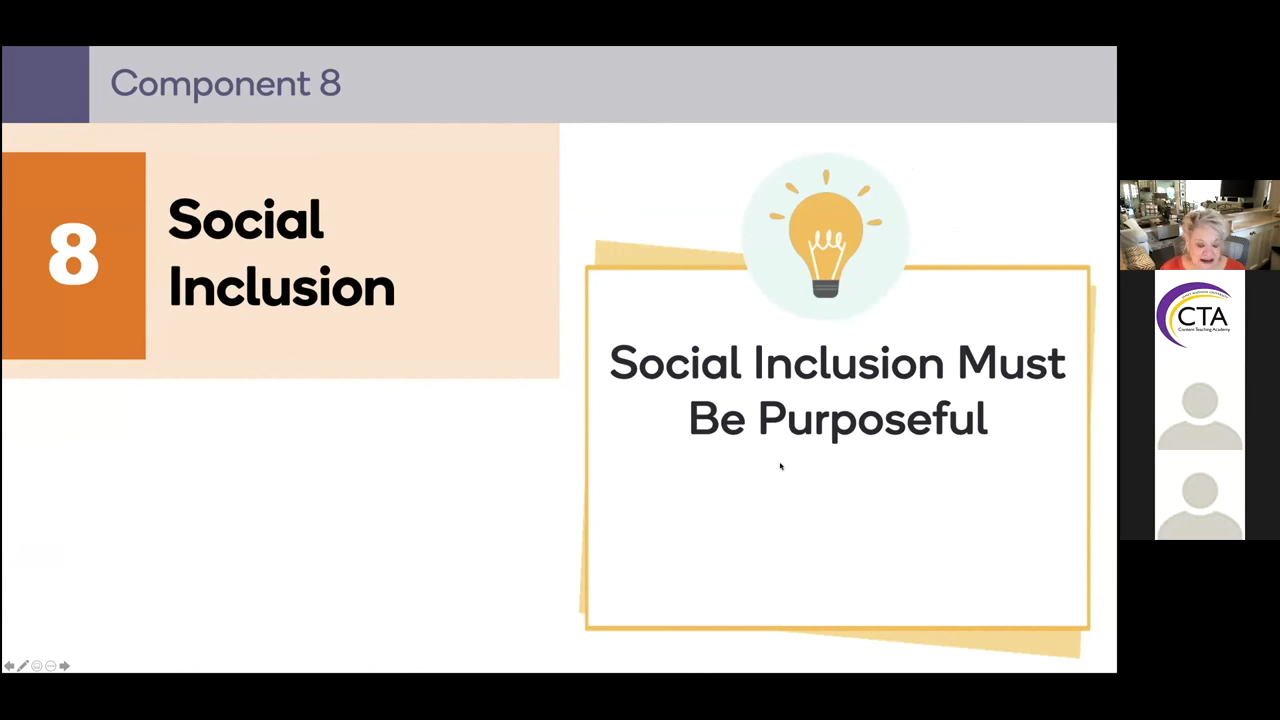 Component 8
8
Social
Inclusion
Social Inclusion Must
Be Purposeful
CTA
Content Teaching Academy